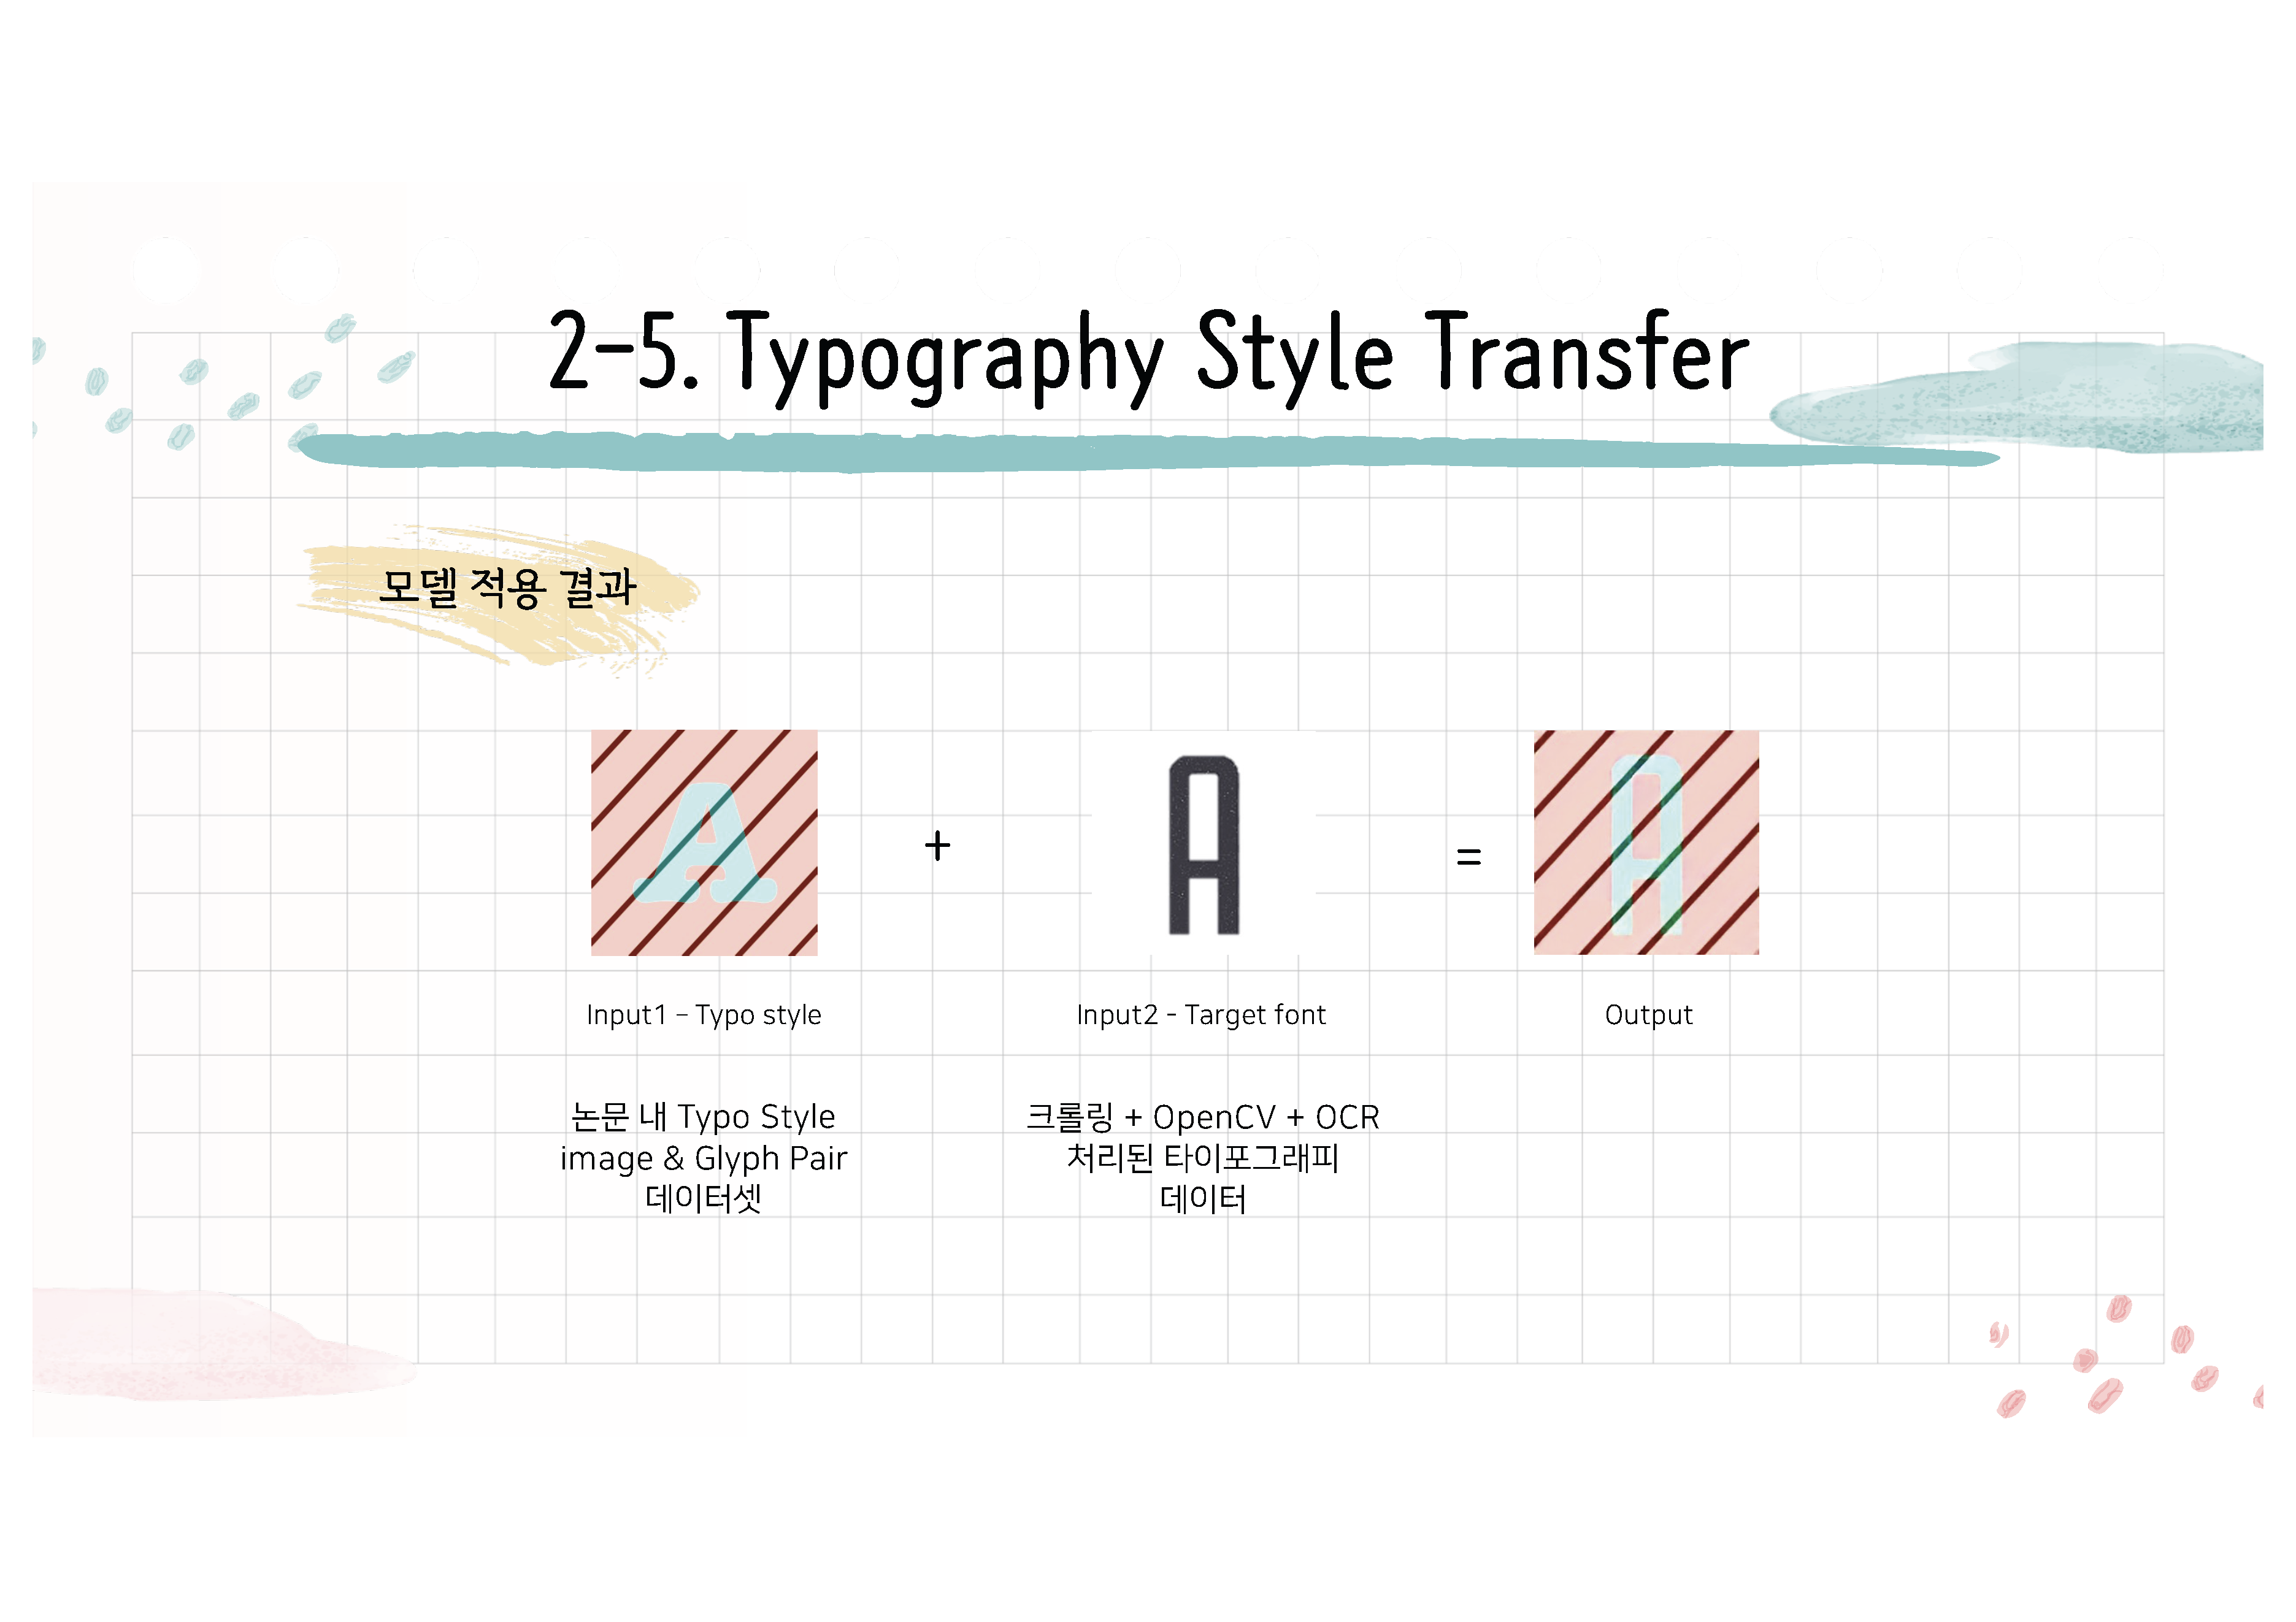 2-5. Typography Style Transfer
모델 적용 결과
A
+
A
=
A
Input1 – Typo style
Input2 - Target font
Output
논문 내 Typo Style
image & Glyph Pair
데이터셋
크롤링 + OpenCV + OCR
처리된 타이포그래피
데이터